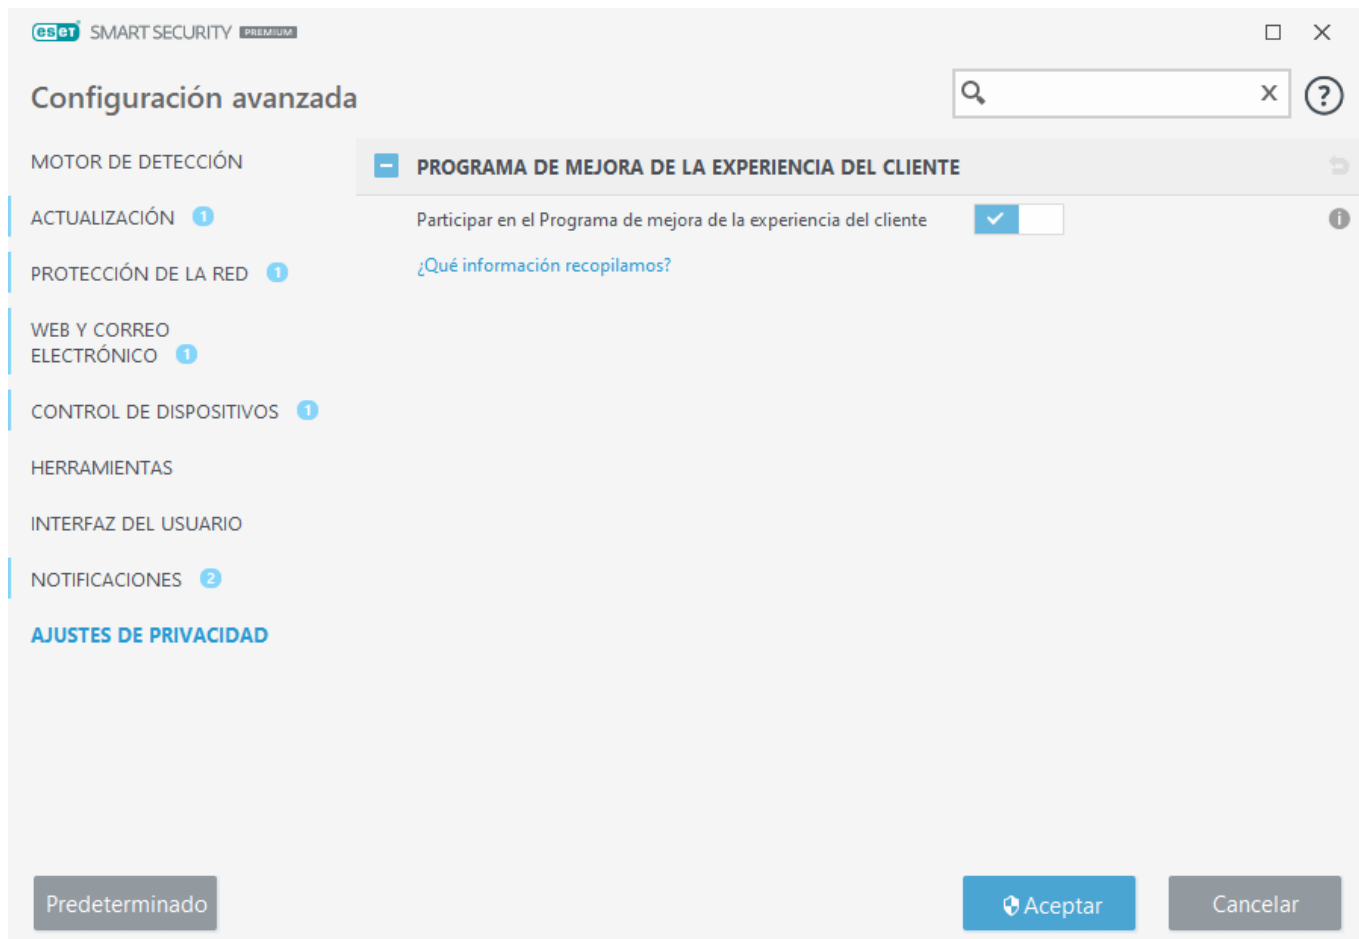 eset SMART SECURITY PREMIUM
Configuración avanzada
MOTOR DE DETECCIÓN
ACTUALIZACIÓN 1
PROTECCIÓN DE LA RED 1
WEB Y CORREO
ELECTRÓNICO 1
CONTROL DE DISPOSITIVOS 1
HERRAMIENTAS
INTERFAZ DEL USUARIO
NOTIFICACIONES 2
AJUSTES DE PRIVACIDAD
PROGRAMA DE MEJORA DE LA EXPERIENCIA DEL CLIENTE
Participar en el Programa de mejora de la experiencia del cliente
¿Qué información recopilamos?
Predeterminado
Aceptar
Cancelar